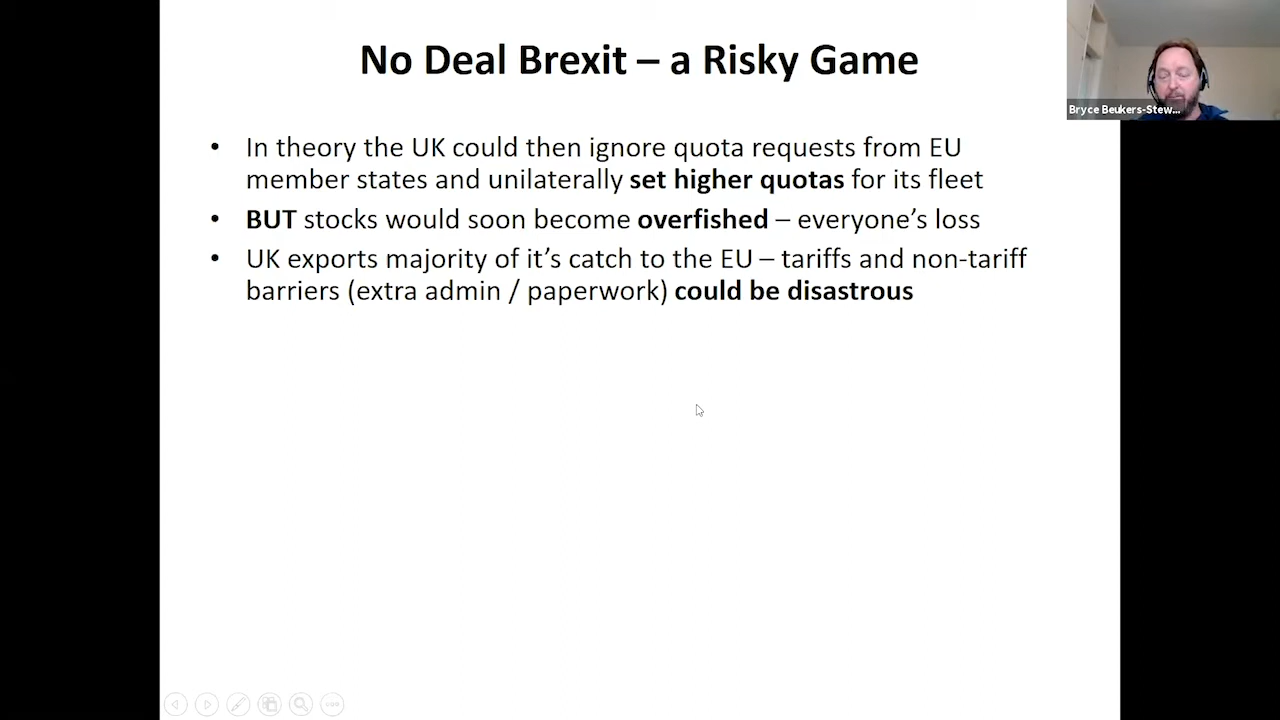 No Deal Brexit – a Risky Game
Bryce Beukers-Stew...
• In theory the UK could then ignore quota requests from EU
member states and unilaterally set higher quotas for its fleet
• BUT stocks would soon become overfished – everyone's loss
• UK exports majority of it's catch to the EU – tariffs and non-tariff
barriers (extra admin / paperwork) could be disastrous